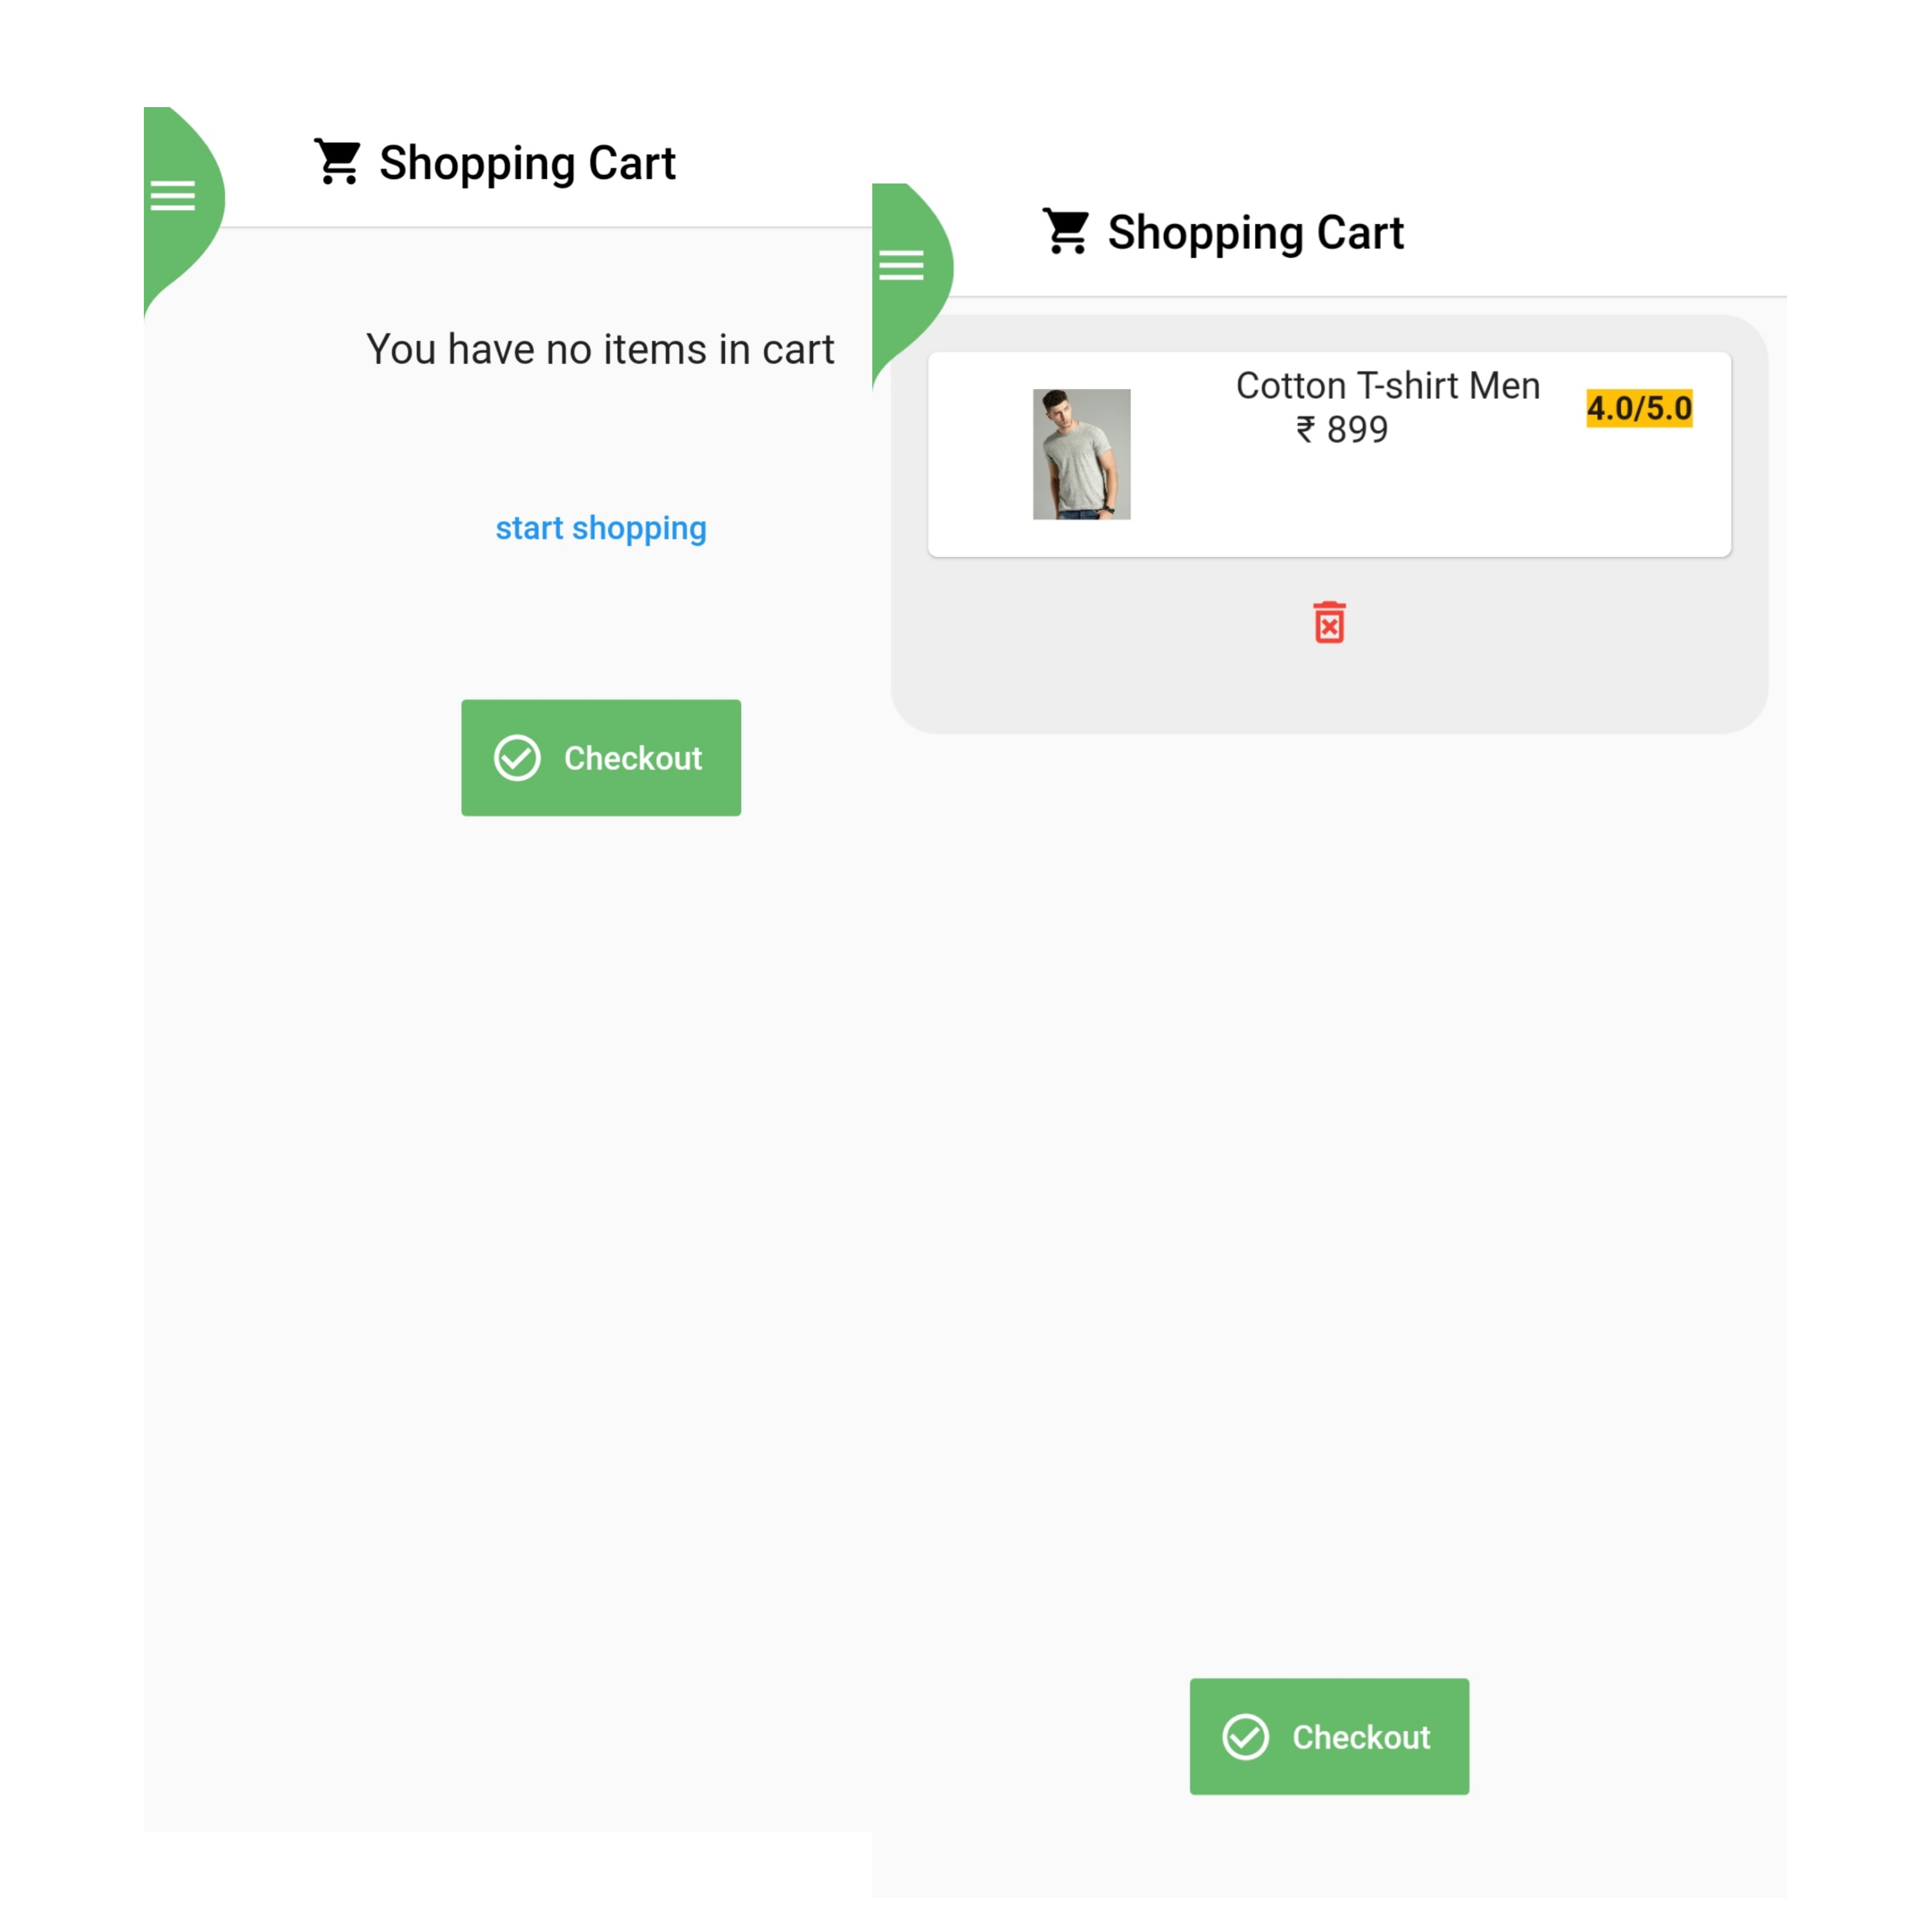 Shopping Cart
You have no items in cart
start shopping
Checkout
Shopping Cart
Cotton T-shirt Men
₹ 899
4.0/5.0
Checkout